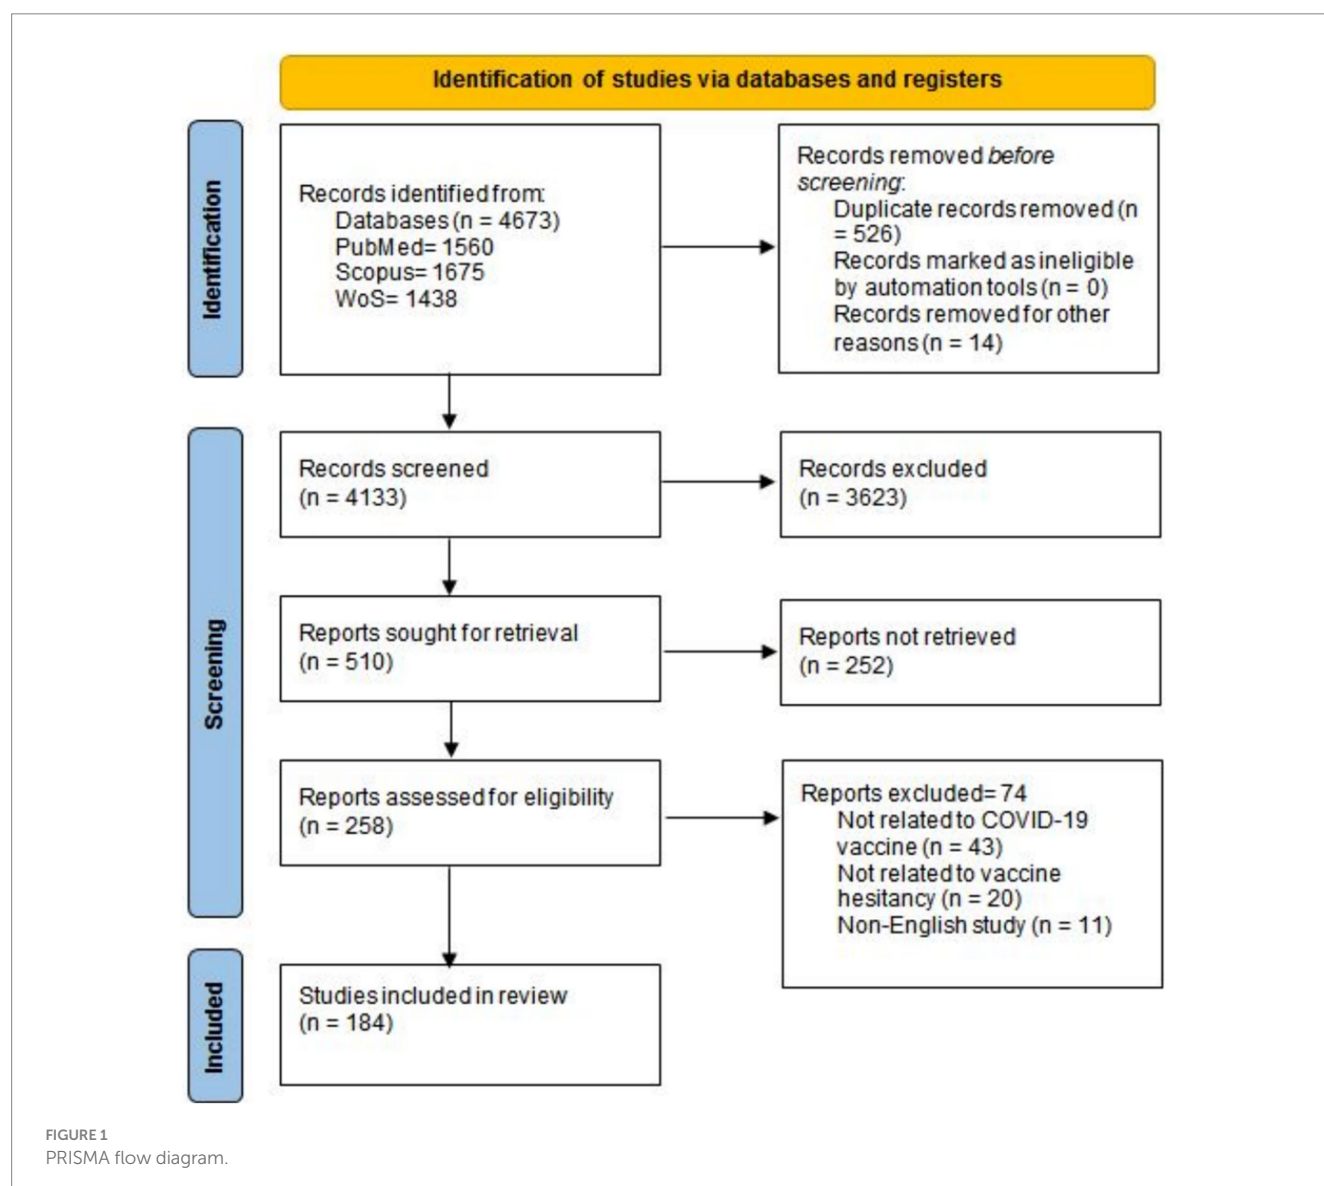 Identification of studies via databases and registers
Identification
Records identified from:
Databases (n = 4673)
PubMed= 1560
Scopus= 1675
WoS= 1438
Records removed before
screening:
Duplicate records removed (n
= 526)
Records marked as ineligible
by automation tools (n = 0)
Records removed for other
reasons (n = 14)
Screening
Records screened
(n = 4133)
Records excluded
(n = 3623)
Reports sought for retrieval
(n = 510)
Reports not retrieved
(n = 252)
Reports assessed for eligibility
(n = 258)
Reports excluded= 74
Not related to COVID-19
vaccine (n = 43)
Not related to vaccine
hesitancy (n = 20)
Non-English study (n = 11)
Included
Studies included in review
(n = 184)
FIGURE 1
PRISMA flow diagram.